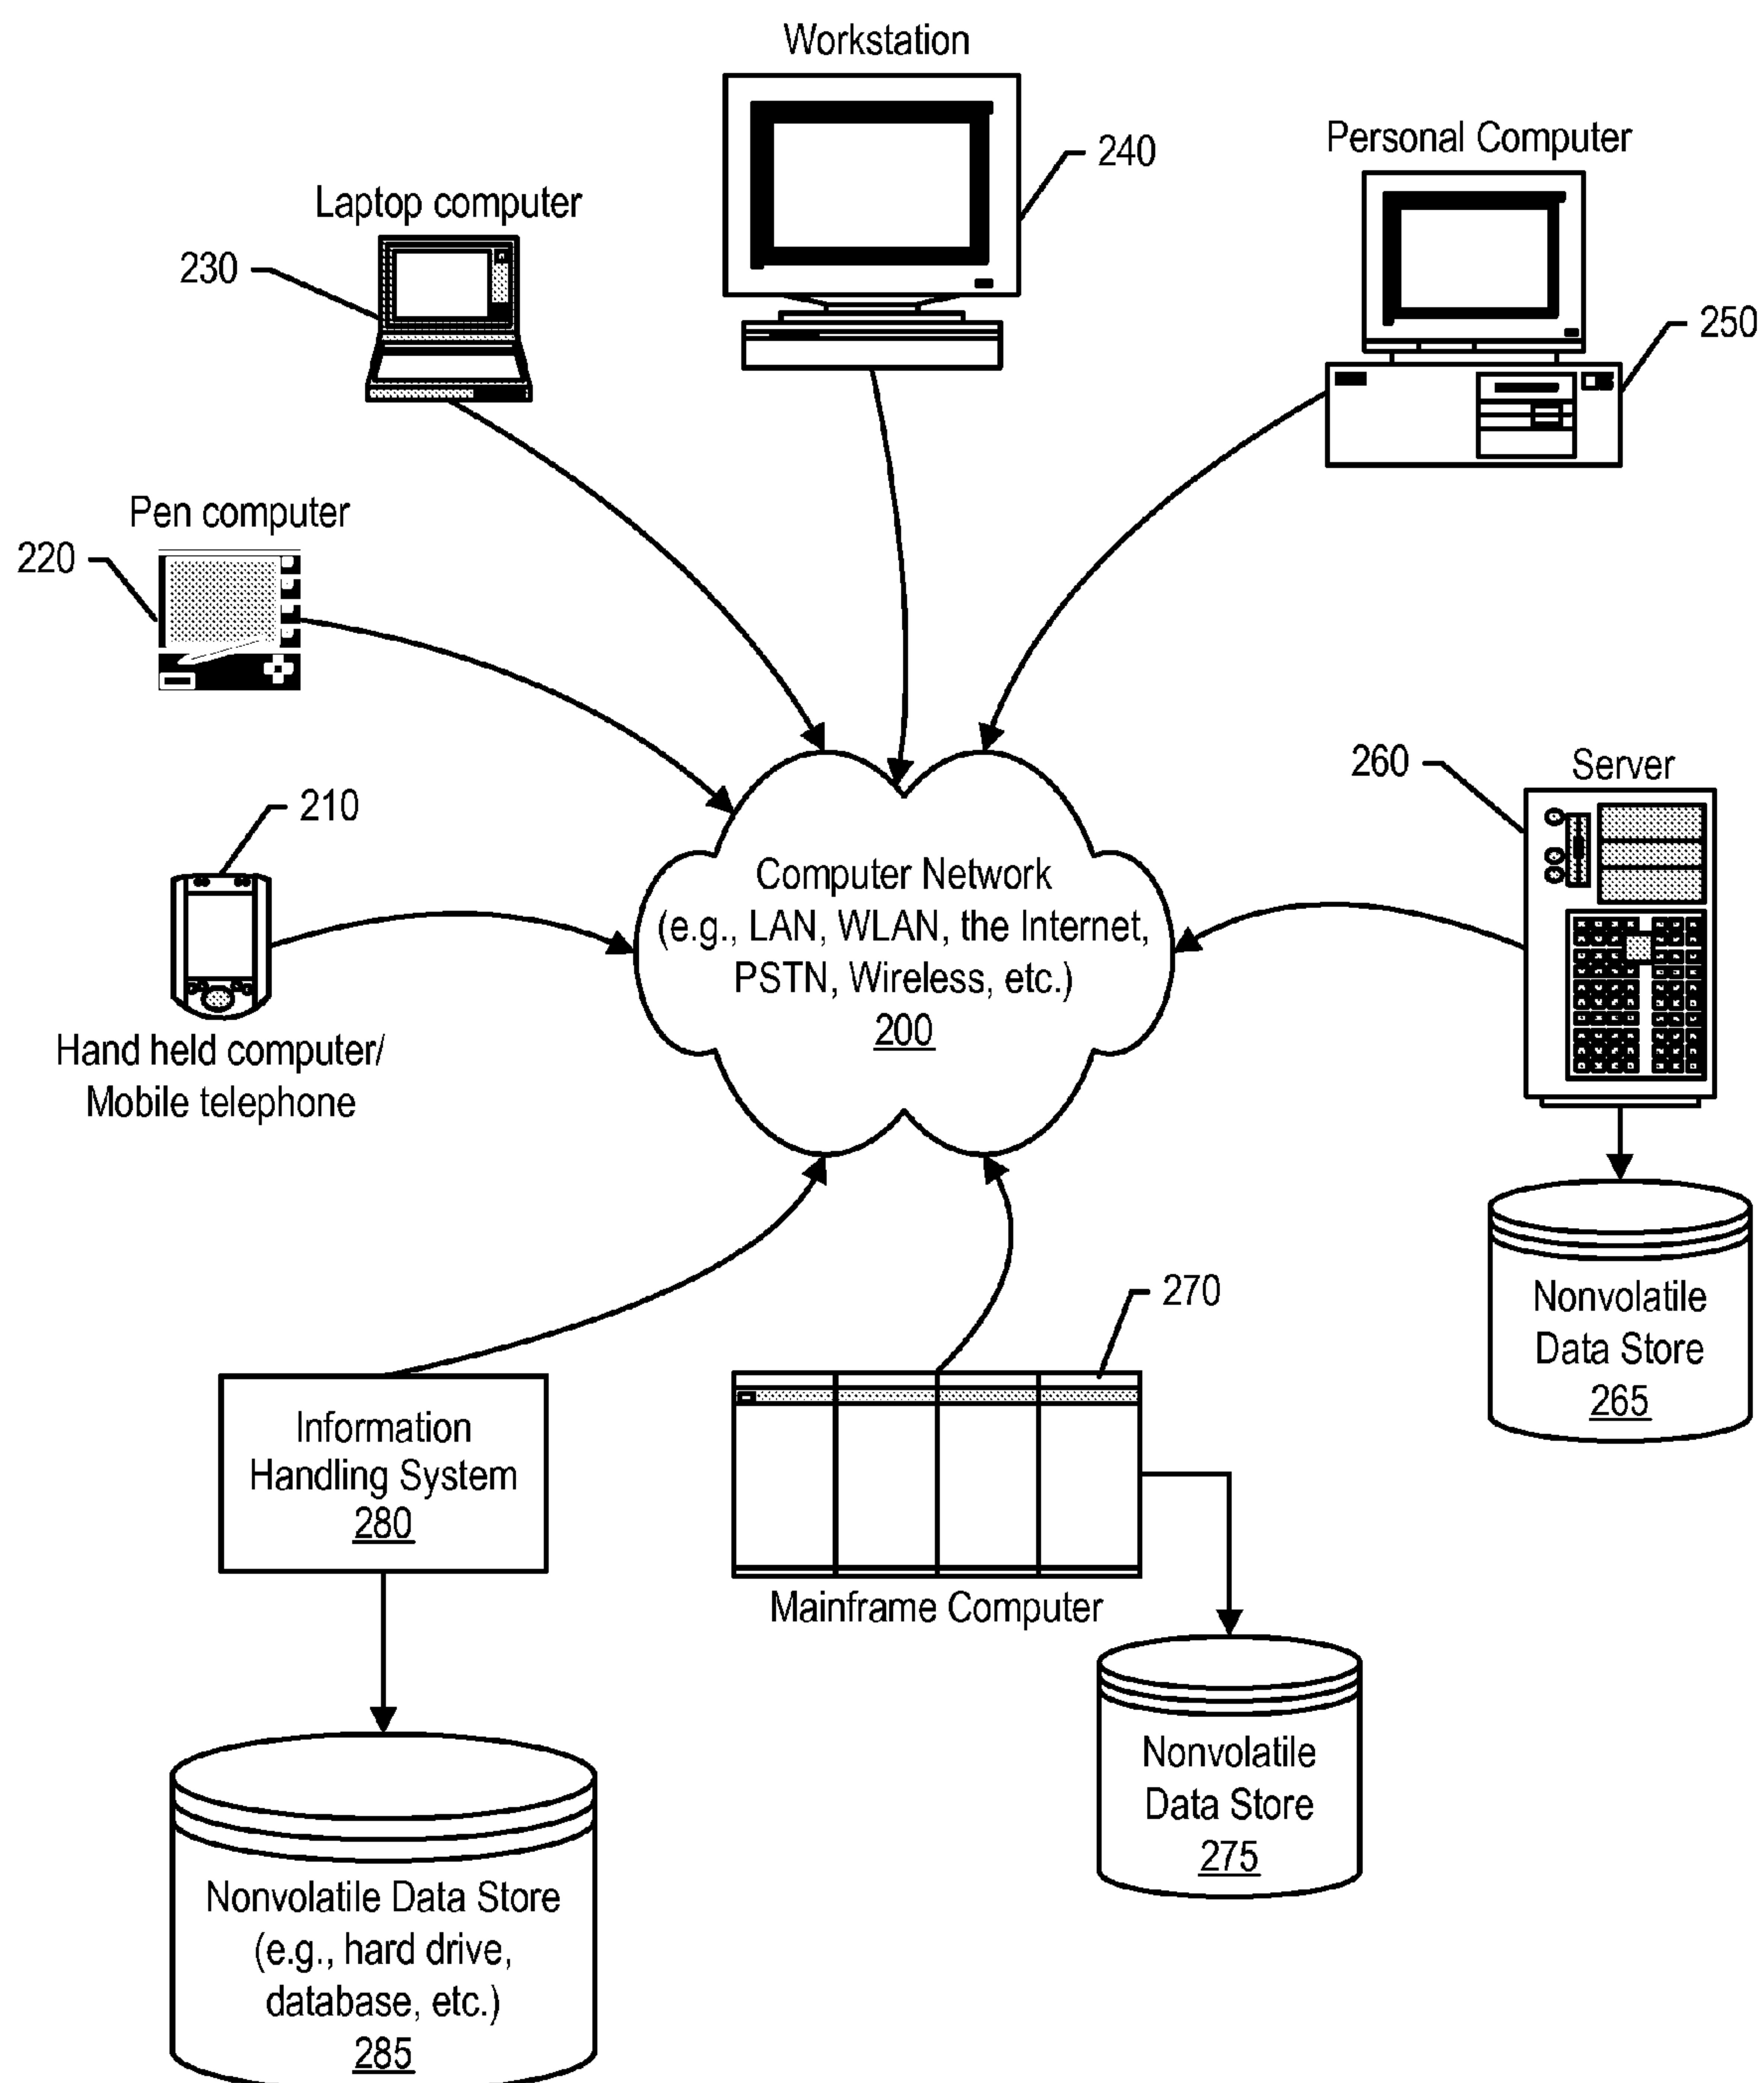 Workstation
240
Personal Computer
Laptop computer
230
250
Pen computer
220
260
Server
210
Computer Network
(e.g., LAN, WLAN, the Internet,
PSTN, Wireless, etc.)
200
Hand held computer/
Mobile telephone
270
Nonvolatile
Data Store
265
Information
Handling System
280
Mainframe Computer
Nonvolatile
Data Store
275
Nonvolatile Data Store
(e.g., hard drive,
database, etc.)
285